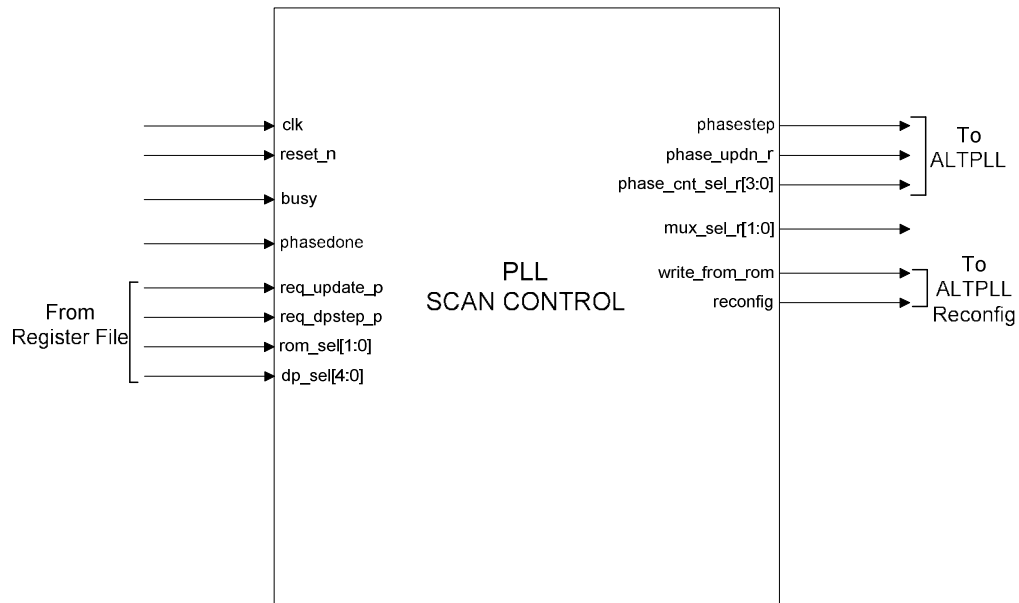 clk
reset_n
busy
phasedone
From
Register File
req_update_p
req_dpstep_p
rom_sel[1:0]
dp_sel[4:0]
PLL
SCAN CONTROL
phasestep
phase_updn_r
phase_cnt_sel_r[3:0]
To
ALTPLL
mux_sel_r[1:0]
write_from_rom
reconfig
To
ALTPLL
Reconfig